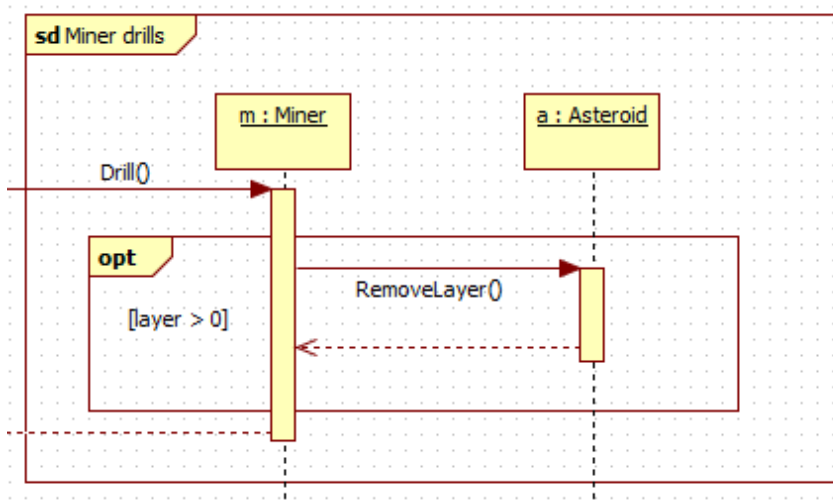 sd Miner drills
m : Miner
a : Asteroid
Drill()
opt
RemoveLayer()
[layer > 0]